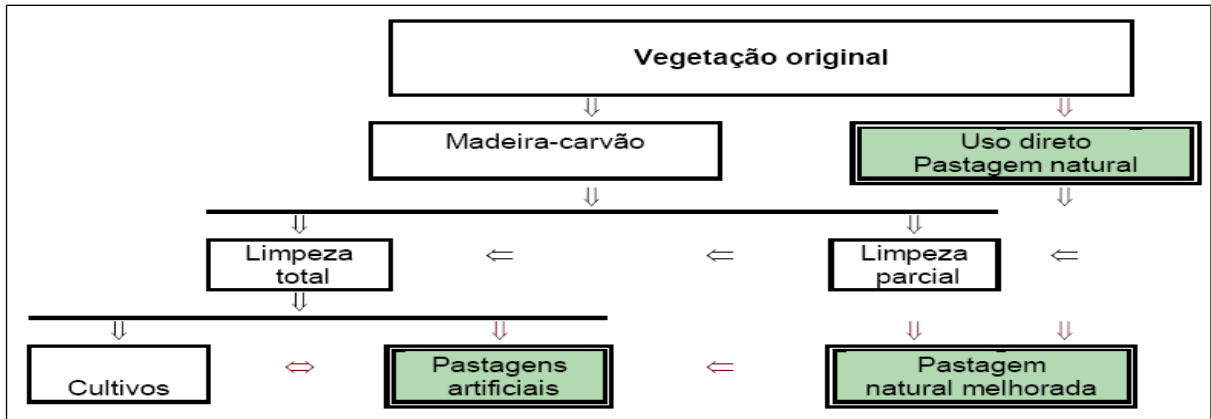 Vegetação original
Madeira-carvão
Uso direto
Pastagem natural
Limpeza
total
Limpeza
parcial
Cultivos
Pastagens
artificiais
Pastagem
natural melhorada